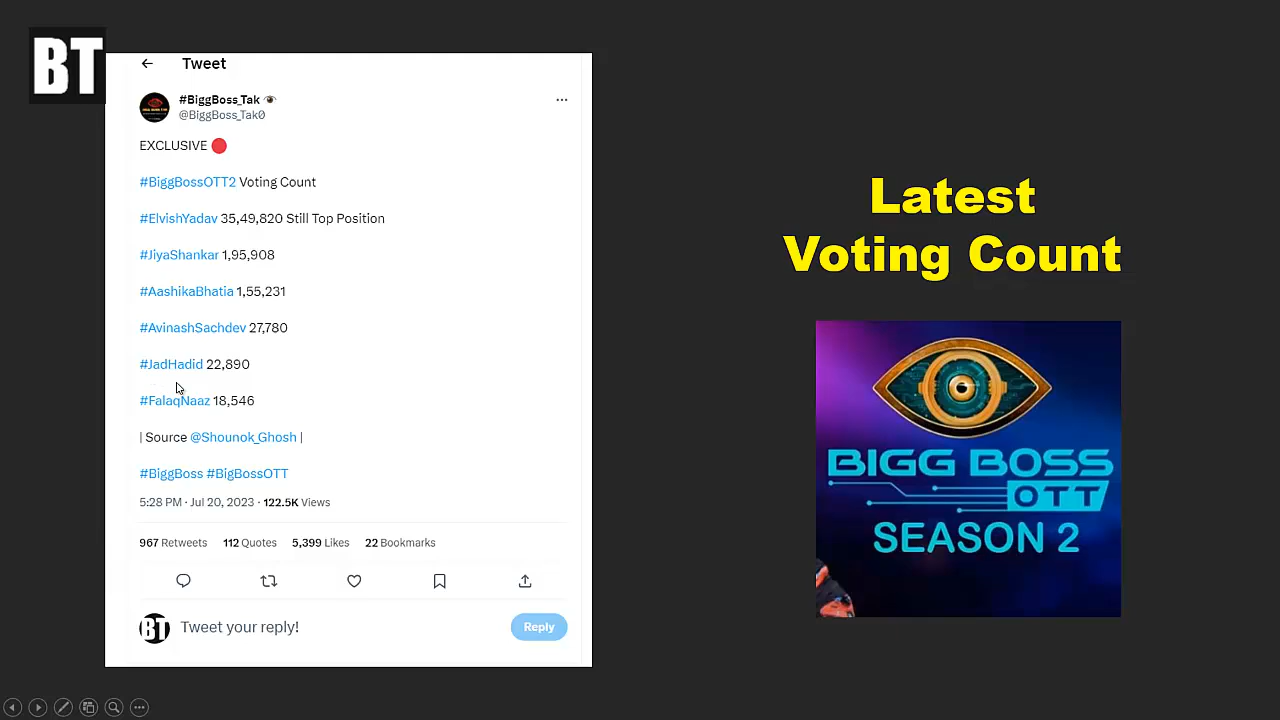 BT
Tweet
#BiggBoss_Tak
@BiggBoss_Tak0
EXCLUSIVE
#BiggBossOTT2 Voting Count
#ElvishYadav 35,49,820 Still Top Position
#JiyaShankar 1,95,908
#AashikaBhatia 1,55,231
#AvinashSachdev 27,780
#JadHadid 22,890
#FalaqNaaz 18,546
| Source @Shounok_Ghosh |
#BiggBoss #BigBossOTT
5:28 PM · Jul 20, 2023 · 122.5K Views
967 Retweets 112 Quotes 5,399 Likes 22 Bookmarks
BT
Tweet your reply!
Reply
Latest
Voting Count
BIGG BOSS
OTT
SEASON 2